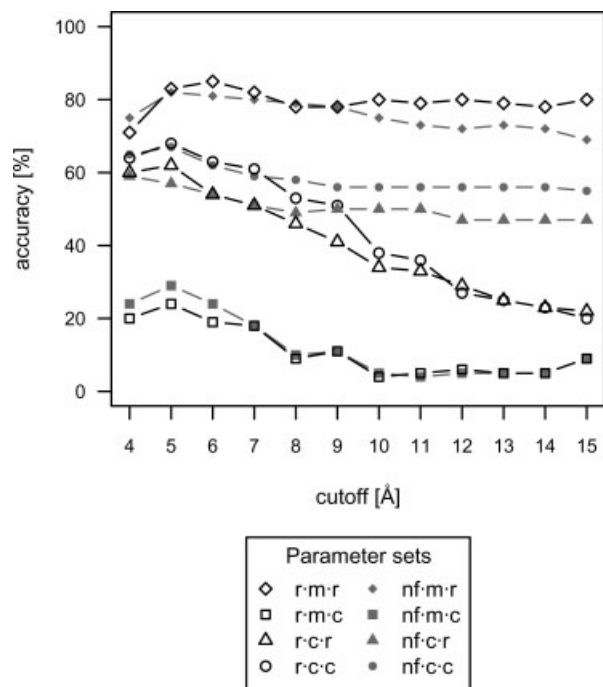 100
80
60
40
20
0
accuracy [%]
4 5 6 7 8 9 10 11 12 13 14 15
cutoff [Å]
Parameter sets
r·m·r nf·m·r
r·m·c nf·m·c
r·c·r nf·c·r
r·c·c nf·c·c